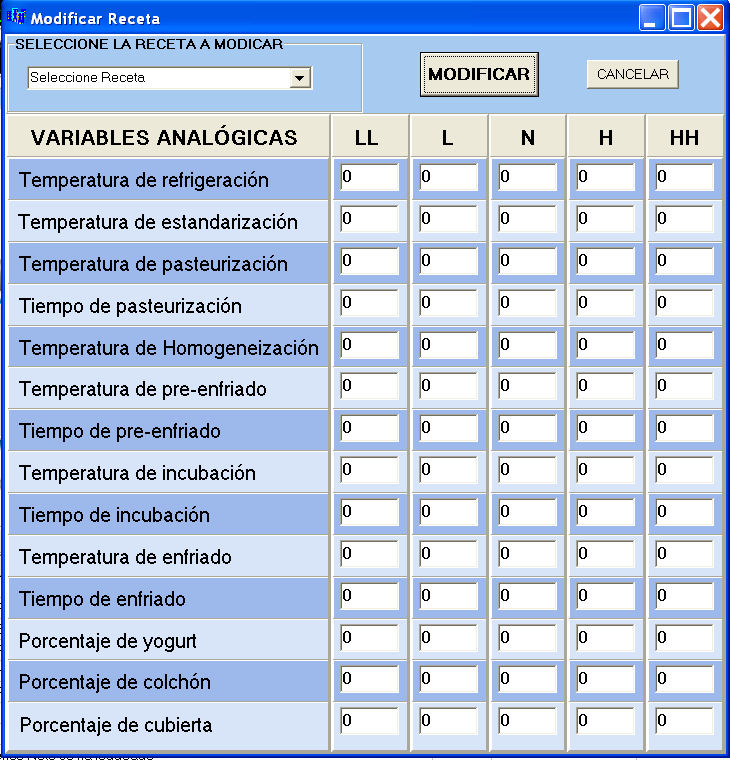 Modificar Receta
SELECCIONE LA RECETA A MODICAR
Seleccione Receta
MODIFICAR
CANCELAR
VARIABLES ANALÓGICAS LL L N H HH
Temperatura de refrigeración 0 0 0 0 0
Temperatura de estandarización 0 0 0 0 0
Temperatura de pasteurización 0 0 0 0 0
Tiempo de pasteurización 0 0 0 0 0
Temperatura de Homogeneización 0 0 0 0 0
Temperatura de pre-enfriado 0 0 0 0 0
Tiempo de pre-enfriado 0 0 0 0 0
Temperatura de incubación 0 0 0 0 0
Tiempo de incubación 0 0 0 0 0
Temperatura de enfriado 0 0 0 0 0
Tiempo de enfriado 0 0 0 0 0
Porcentaje de yogurt 0 0 0 0 0
Porcentaje de colchón 0 0 0 0 0
Porcentaje de cubierta 0 0 0 0 0